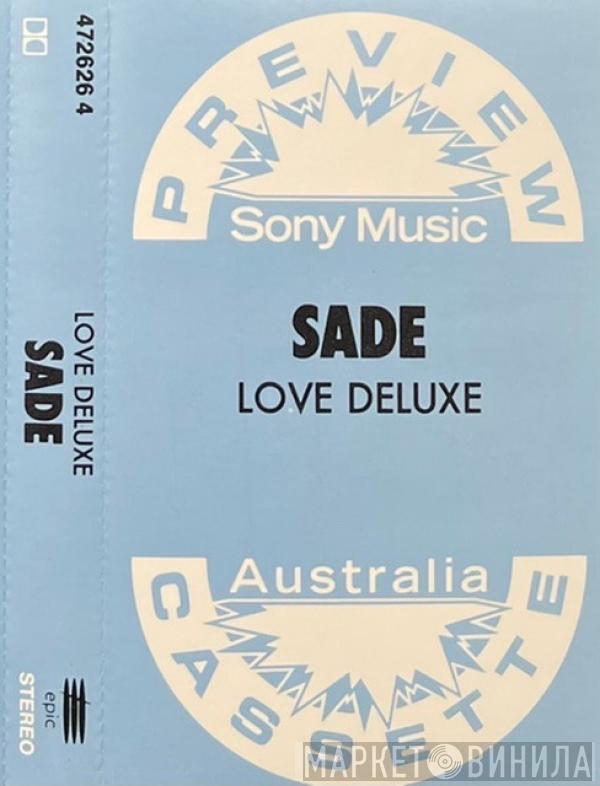 472626 4
LOVE DELUXE
SADE
epic
STEREO
PREVIEW
Sony Music
SADE
LOVE DELUXE
Australia
CASSETTE
МАРКЕТ ВИНИЛА